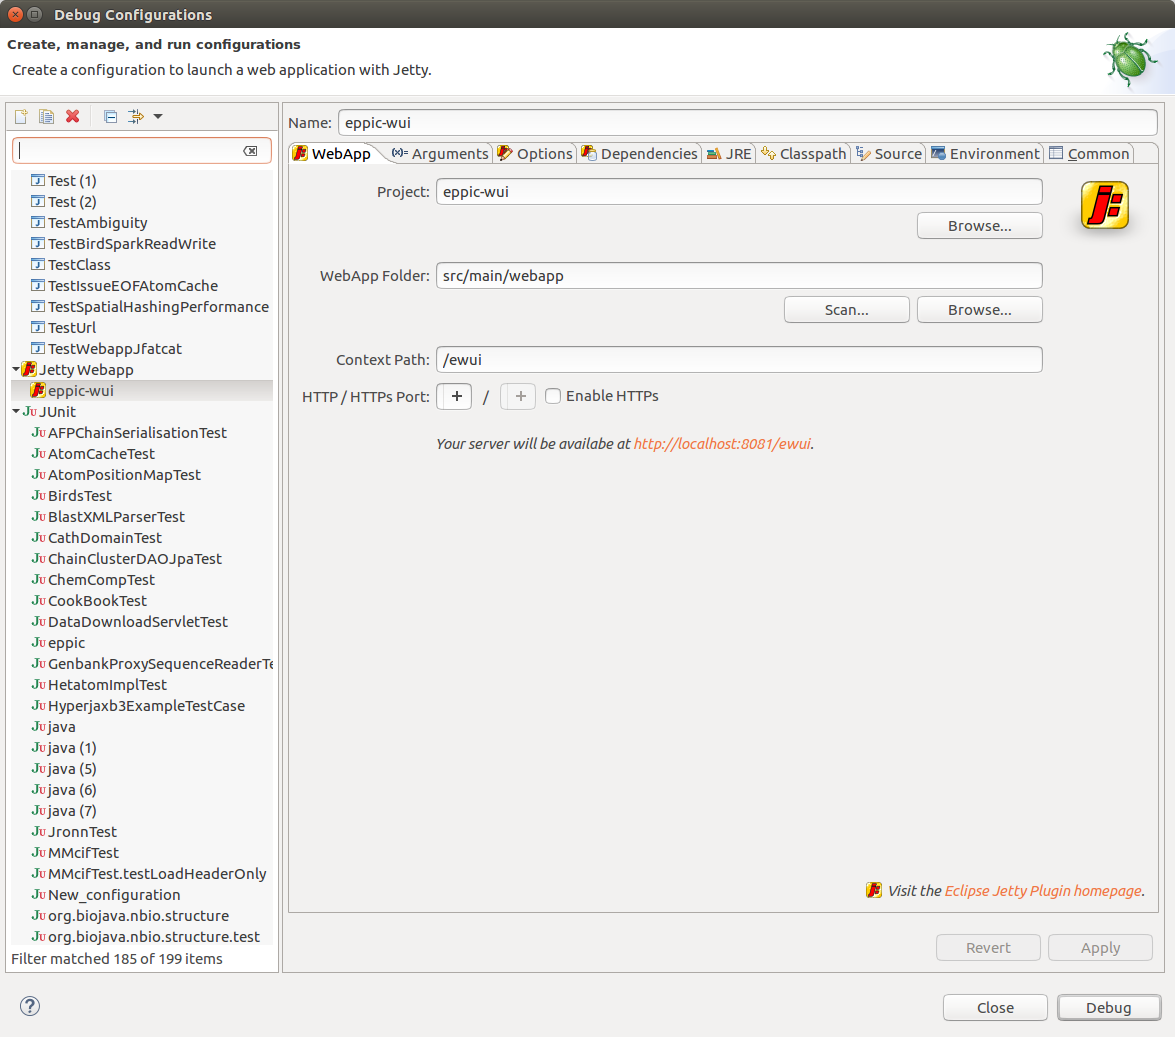 Debug Configurations
Create, manage, and run configurations
Create a configuration to launch a web application with Jetty.
Test (1)
Test (2)
TestAmbiguity
TestBirdSparkReadWrite
TestClass
TestIssueEOFAtomCache
TestSpatialHashingPerformance
TestUrl
TestWebappJfatcat
Jetty Webapp
eppic-wui
JUnit
AFPChainSerialisationTest
AtomCacheTest
AtomPositionMapTest
BirdsTest
BlastXMLParserTest
CathDomainTest
ChainClusterDAOJpaTest
ChemCompTest
CookBookTest
DataDownloadServletTest
eppic
GenbankProxySequenceReaderTe
HetatomImplTest
Hyperjaxb3ExampleTestCase
java
java (1)
java (5)
java (6)
java (7)
JronnTest
MMcifTest
MMcifTest.testLoadHeaderOnly
New_configuration
org.biojava.nbio.structure
org.biojava.nbio.structure.test
Filter matched 185 of 199 items
Name: eppic-wui
WebApp Arguments Options Dependencies JRE Classpath Source Environment Common
Project: eppic-wui
Browse...
WebApp Folder: src/main/webapp
Scan... Browse...
Context Path: /ewui
HTTP / HTTPs Port: + / + Enable HTTPs
Your server will be availabe at http://localhost:8081/ewui.
Visit the Eclipse Jetty Plugin homepage.
Revert Apply
Close Debug